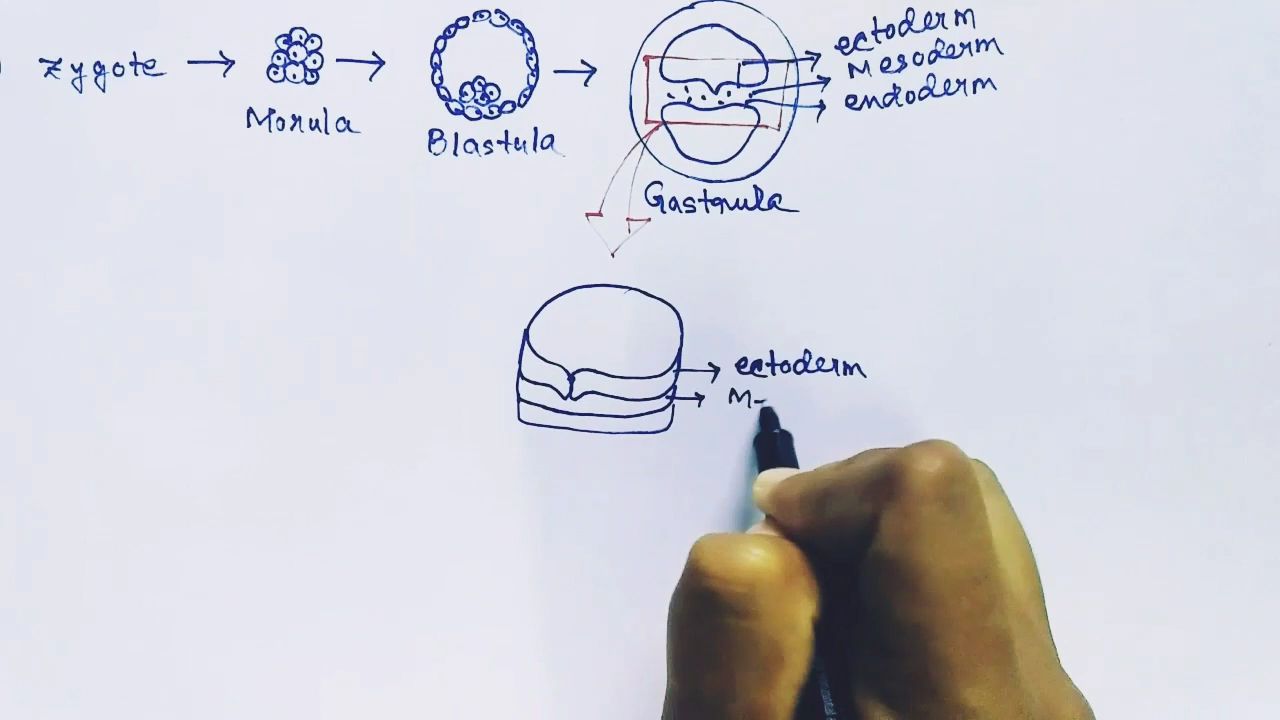 zygote
Morula
Blastula
Gastrula
ectoderm
Mesoderm
endoderm
ectoderm
M